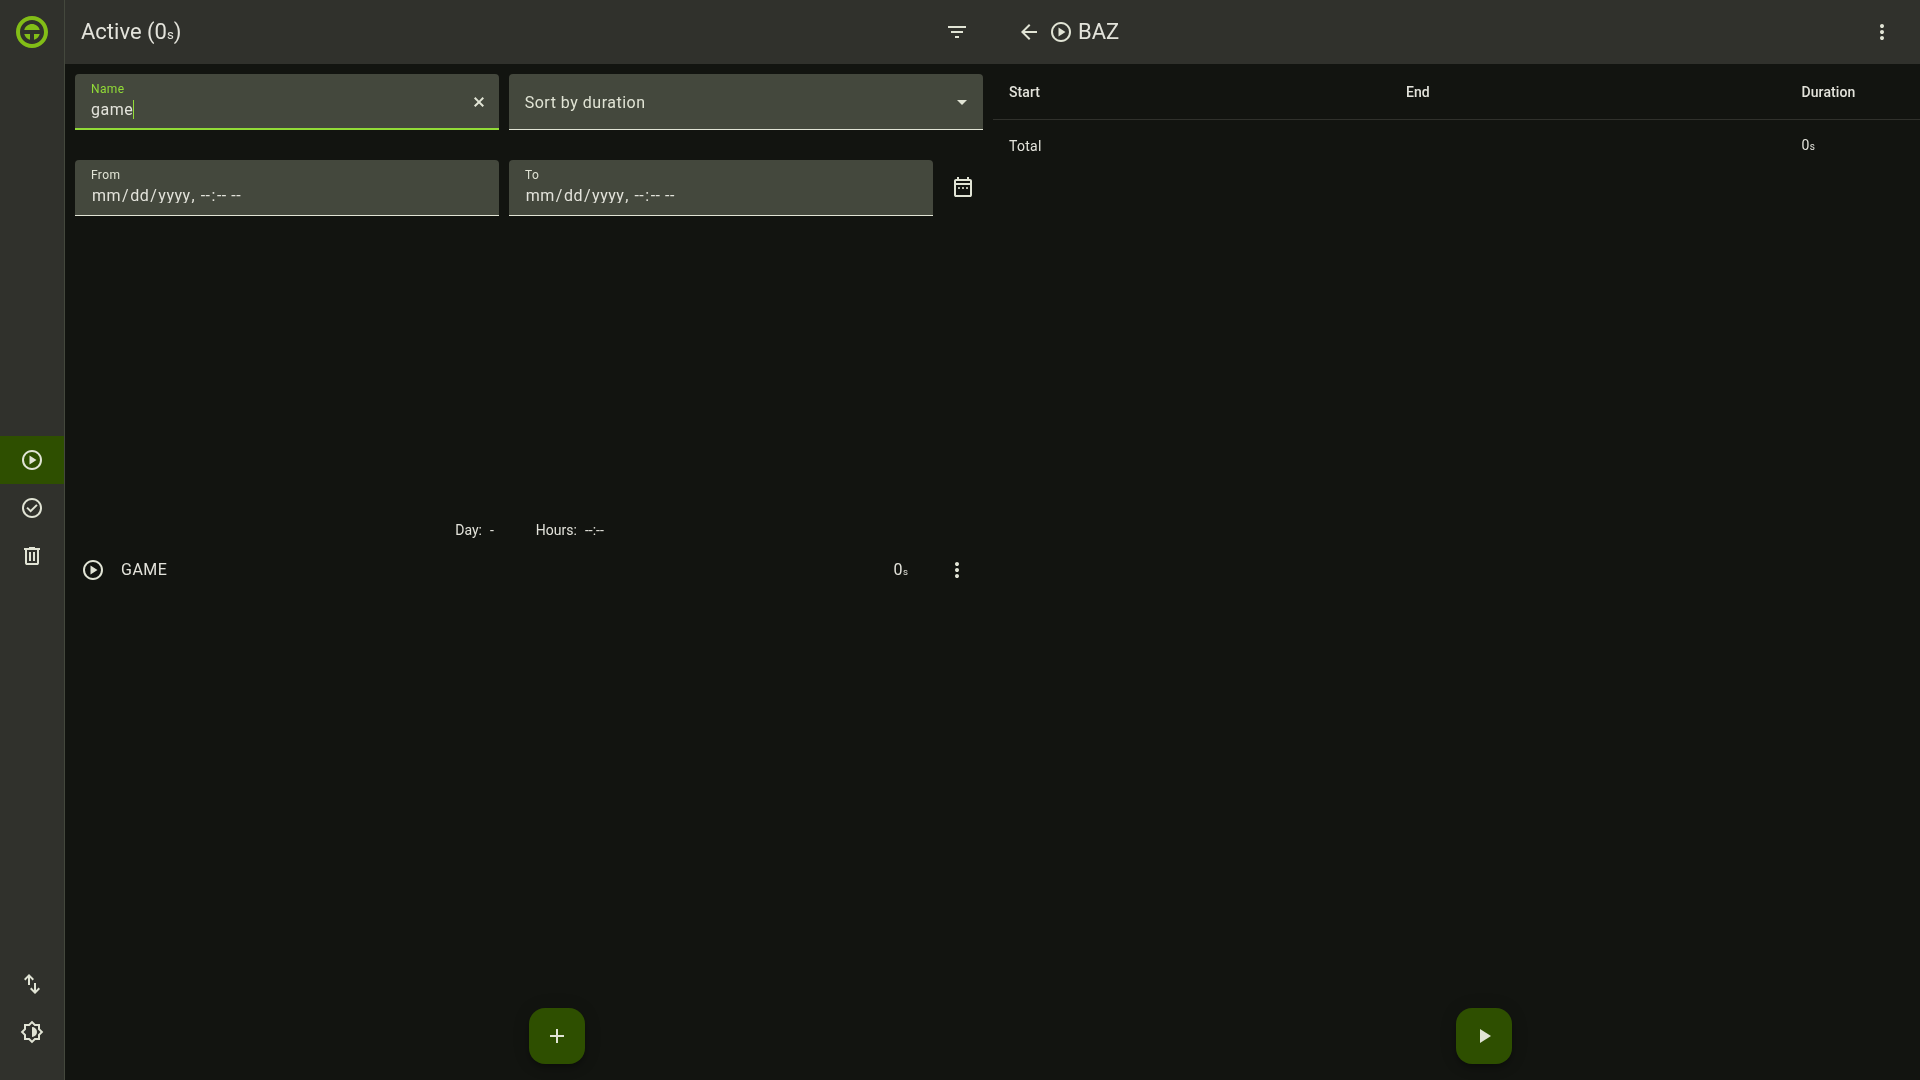 Active (0s)
BAZ
Name
game
Sort by duration
From
mm/dd/yyyy, --:-- --
To
mm/dd/yyyy, --:-- --
Day: -
Hours: --:--
GAME
0s
Start
End
Duration
Total
0s